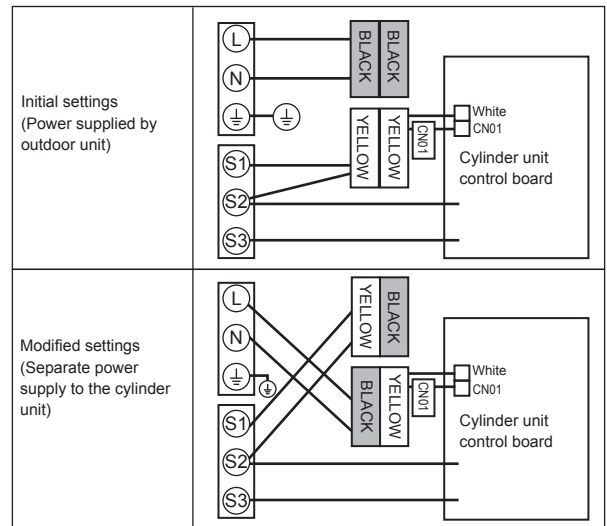 Initial settings
(Power supplied by
outdoor unit)
L
N
S1
S2
S3
BLACK
BLACK
YELLOW
YELLOW
CN01
White
CN01
Cylinder unit
control board
Modified settings
(Separate power
supply to the cylinder
unit)
L
N
S1
S2
S3
YELLOW
BLACK
BLACK
YELLOW
CN01
White
CN01
Cylinder unit
control board